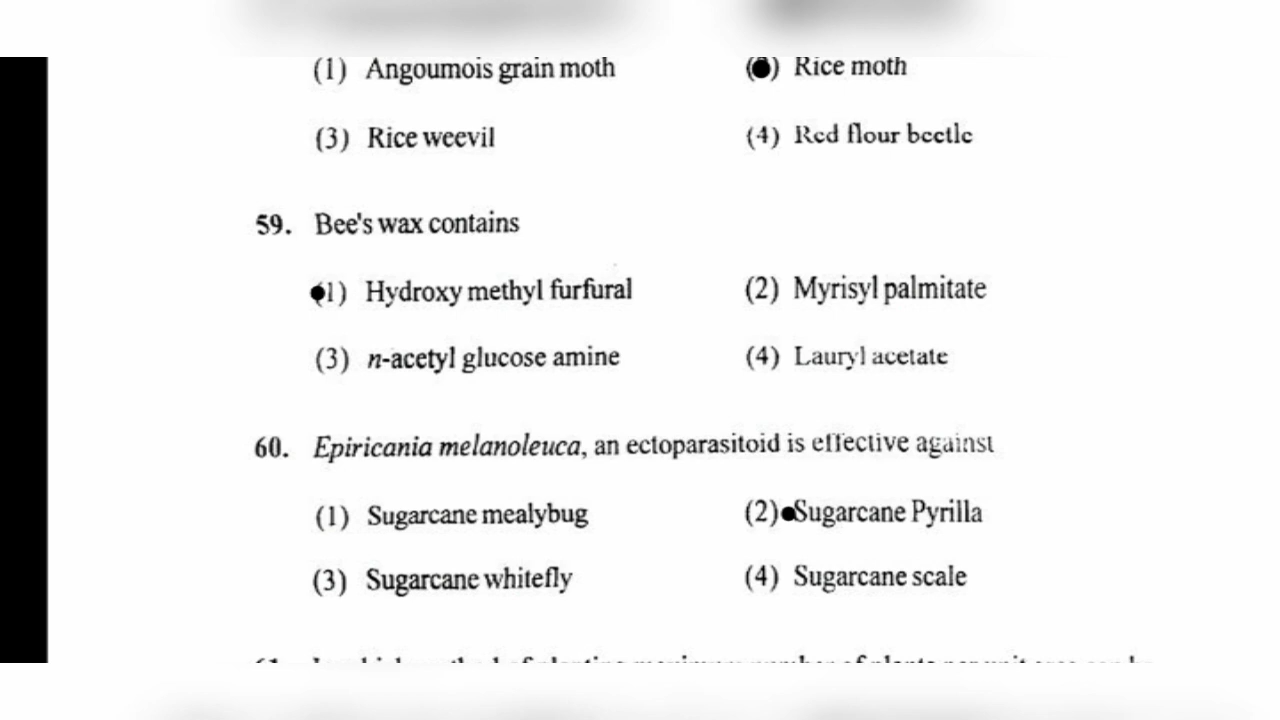 (1) Angoumois grain moth
( ) Rice moth
(3) Rice weevil
(4) Red flour beetle
59. Bee's wax contains
(1) Hydroxy methyl furfural
(2) Myrisyl palmitate
(3) n-acetyl glucose amine
(4) Lauryl acetate
60. Epiricania melanoleuca, an ectoparasitoid is effective against
(1) Sugarcane mealybug
(2) Sugarcane Pyrilla
(3) Sugarcane whitefly
(4) Sugarcane scale